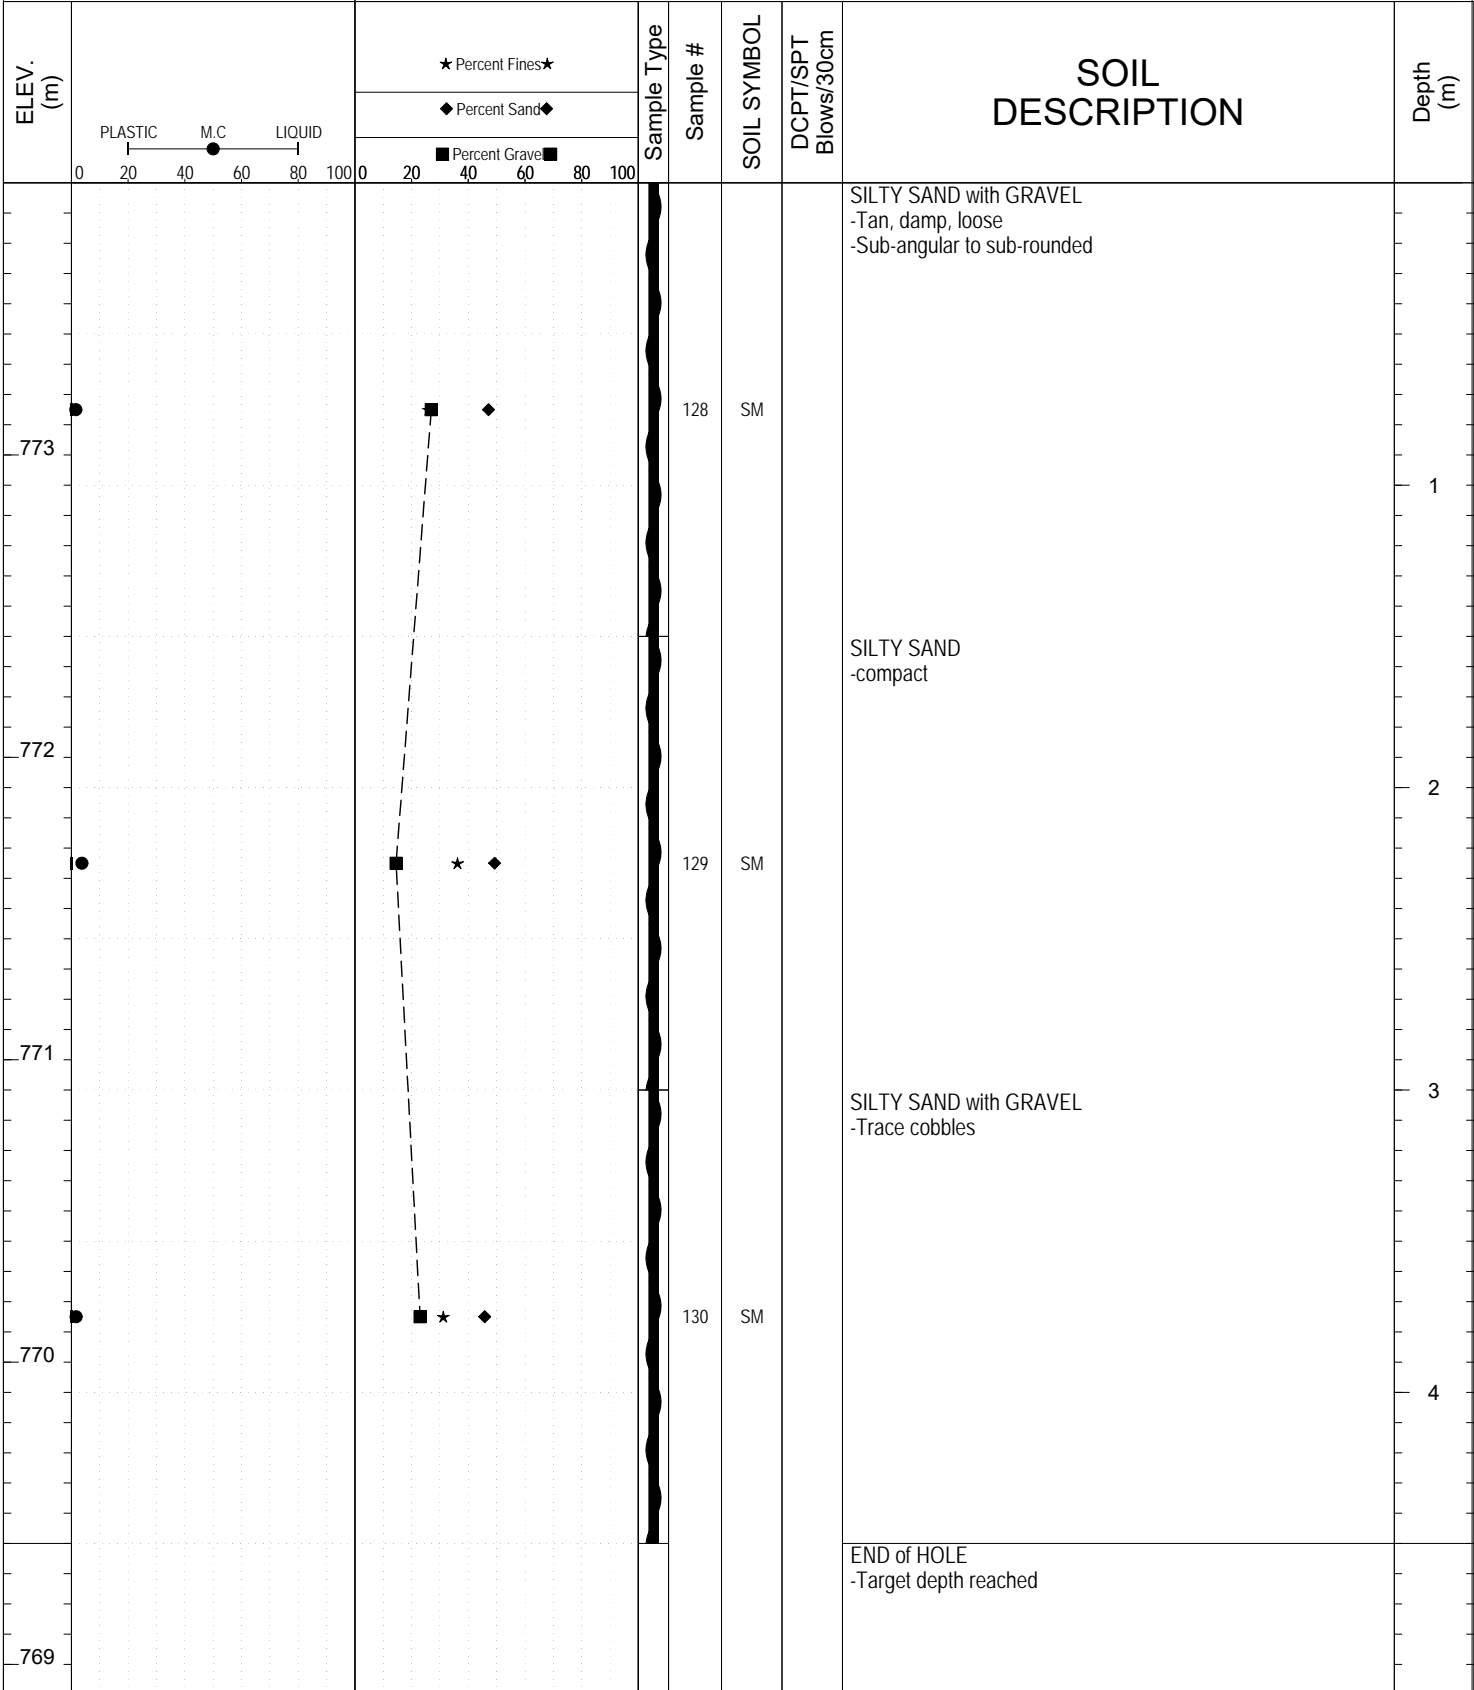 ELEV.
(m)
PLASTIC M.C LIQUID
0 20 40 60 80 100
★ Percent Fines ★
◆ Percent Sand ◆
■ Percent Gravel ■
0 20 40 60 80 100
Sample Type
Sample #
SOIL SYMBOL
DCPT/SPT
Blows/30cm
SOIL
DESCRIPTION
Depth
(m)
SILTY SAND with GRAVEL
-Tan, damp, loose
-Sub-angular to sub-rounded
128 SM
773
1
SILTY SAND
-compact
772
2
129 SM
771
3
SILTY SAND with GRAVEL
-Trace cobbles
130 SM
770
4
END of HOLE
-Target depth reached
769